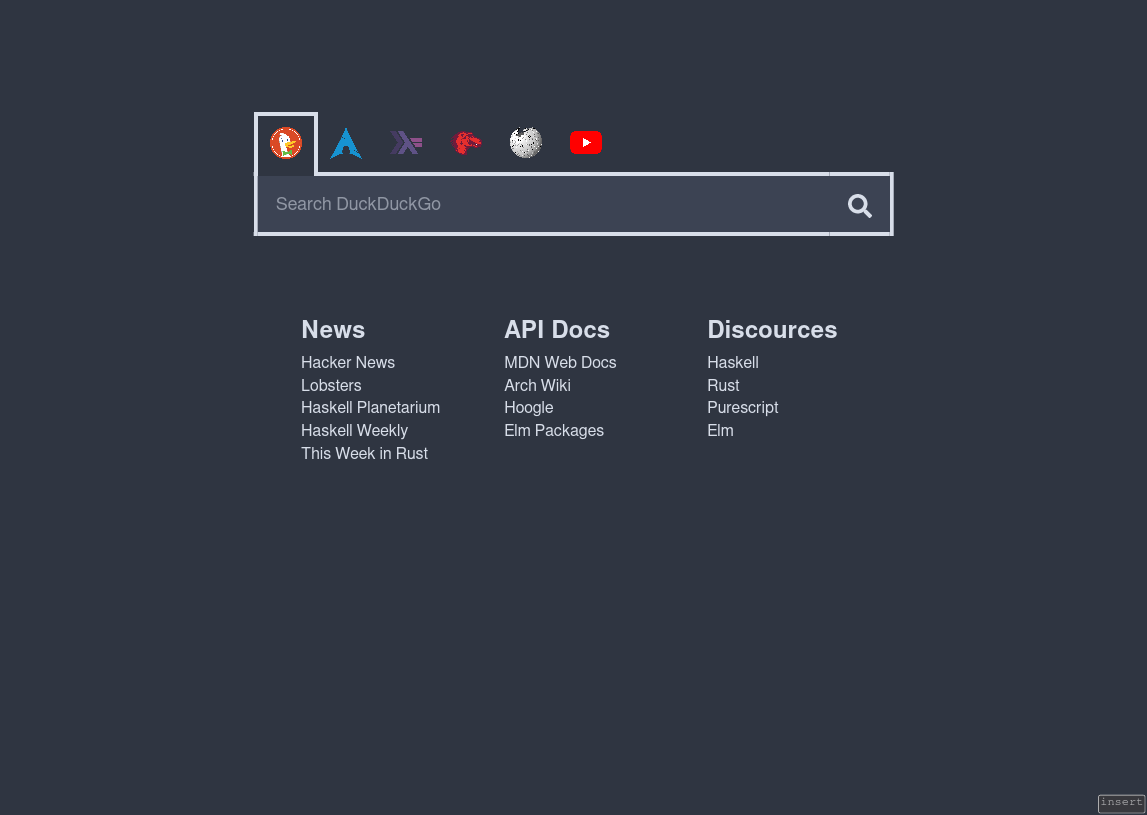 Search DuckDuckGo
News
Hacker News
Lobsters
Haskell Planetarium
Haskell Weekly
This Week in Rust
API Docs
MDN Web Docs
Arch Wiki
Hoogle
Elm Packages
Discources
Haskell
Rust
Purescript
Elm
insert